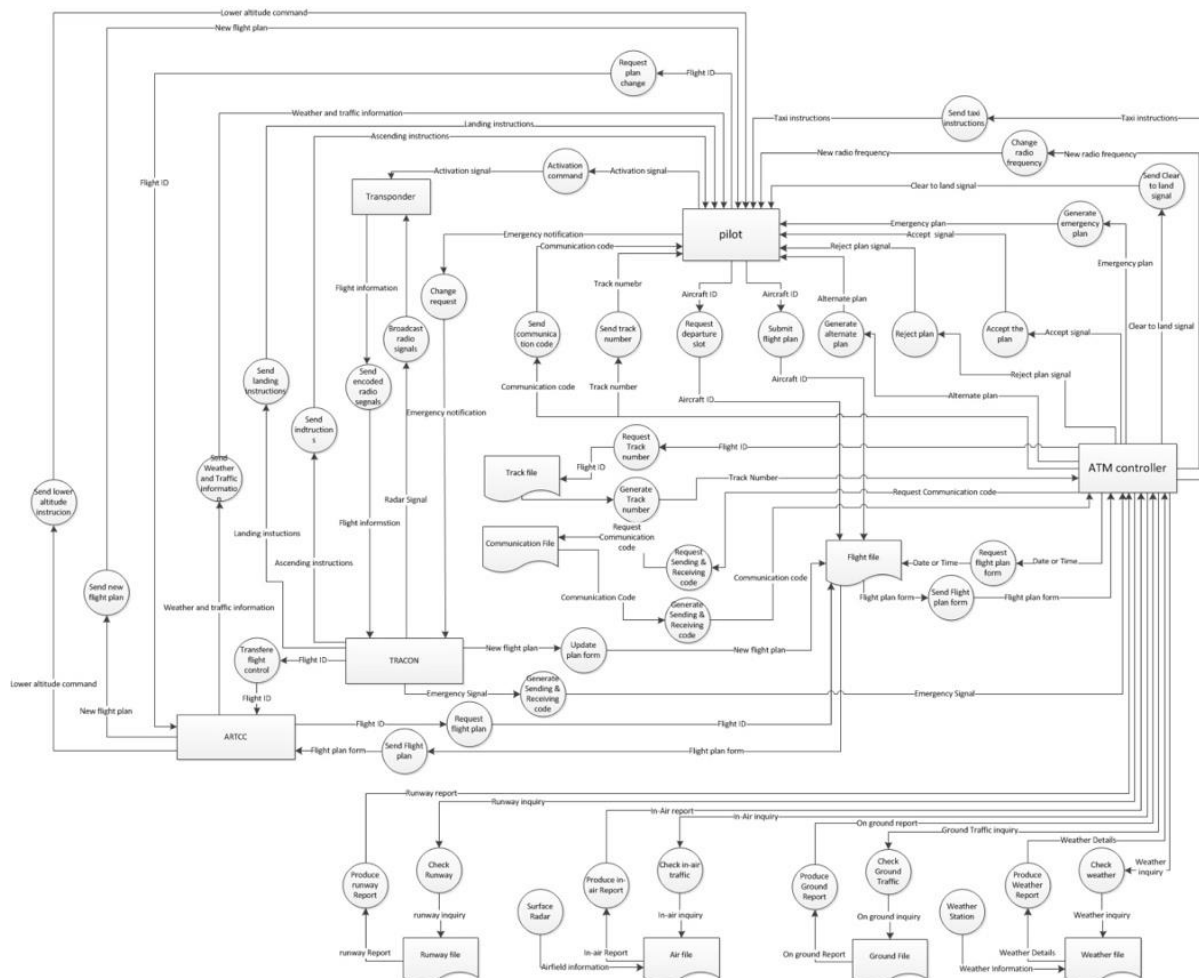 Lower altitude command
New flight plan
Request
plan
change
Flight ID
Weather and traffic information
Landing instructions
Ascending instructions
Taxi instructions
Send taxi
instructions
Taxi instructions
New radio frequency
Change
radio
frequency
New radio frequency
Activation signal
Activation
command
Activation signal
Clear to land signal
Send Clear
to land
signal
Flight ID
Transponder
pilot
Emergency plan
Generate
emergency
plan
Emergency notification
Communication code
Accept signal
Reject plan signal
Emergency plan
Flight information
Change
request
Track numebr
Aircraft ID
Aircraft ID
Alternate plan
Broadcast
radio
signals
Send
communica
tion code
Send track
number
Request
departure
slot
Submit
flight plan
Generate
alternate
plan
Reject plan
Accept the
plan
Accept signal
Clear to land signal
Send
landing
instructions
Send
encoded
radio
segnals
Communication code
Track number
Aircraft ID
Aircraft ID
Reject plan signal
Alternate plan
Emergency notification
Send
indtruction
s
Request
Track
number
Flight ID
Flight ID
ATM controller
Send
Weather
and Traffic
Informatio
n
Track file
Generate
Track
number
Track Number
Send lower
altitude
instrucion
Radar Signal
Request Communication code
Flight informstion
Landing instuctions
Communication File
Request
Communication
code
Request
Sending &
Receiving
code
Flight file
Date or Time
Request
flight plan
form
Date or Time
Ascending instructions
Communication code
Send new
flight plan
Communication Code
Generate
Sending &
Receiving
code
Flight plan form
Send Flight
plan form
Flight plan form
Weather and traffic information
TRACON
New flight plan
Update
plan form
New flight plan
Transfere
flight
control
Flight ID
Lower altitude command
Emergency Signal
Generate
Sending &
Receiving
code
Emergency Signal
Flight ID
New flight plan
ARTCC
Flight ID
Request
flight plan
Flight ID
Flight plan form
Send Flight
plan
Flight plan form
Runway report
Runway inquiry
In-Air report
In-Air inquiry
On ground report
Ground Traffic inquiry
Weather Details
Weather
inquiry
Produce
runway
Report
Check
Runway
Produce in-
air Report
Check in-air
traffic
Produce
Ground
Report
Check
Ground
Traffic
Produce
Weather
Report
Check
weather
Surface
Radar
Weather
Station
runway inquiry
In-air inquiry
On ground inquiry
Weather inquiry
runway Report
Runway file
In-air Report
Airfield information
Air file
On ground Report
Ground File
Weather Details
Weather Information
Weather file